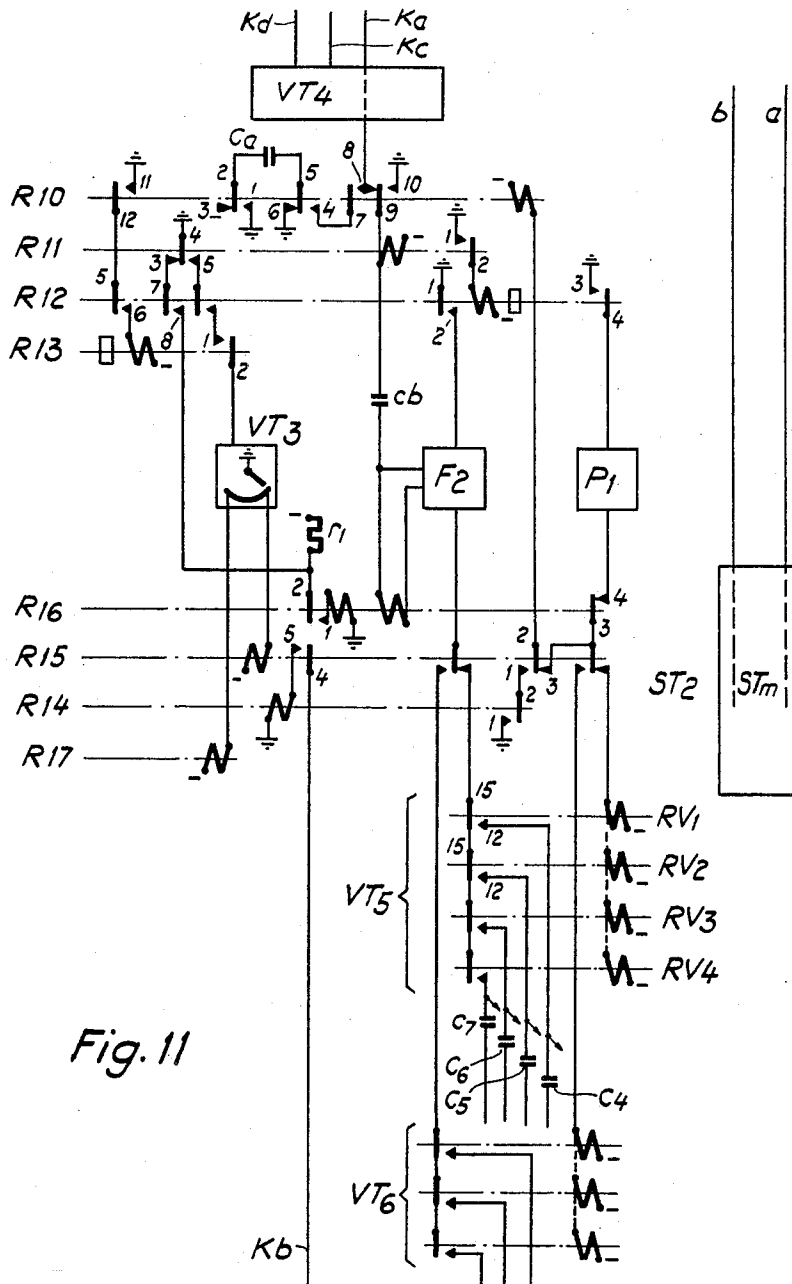 Kd Ka
Kc
VT4
b a
Ca
8
11 2 1 5 10
R10 3 6 4 7 9 -
12
R11 4 - 1
3 5 2
R12 5 7 1 3
6 8 2' - 4
R13 - 1
2
VT3 cb
F2 P1
- r1
2 4
R16 1 3
R15 - 5 4 2 1 3 ST2 STm
R14 2
1
R17 -
15
RV1
12 -
15
RV2
VT5 12 -
RV3
-
RV4
-
Fig. 11
C7
C6
C5 C4
-
VT6 -
Kb -